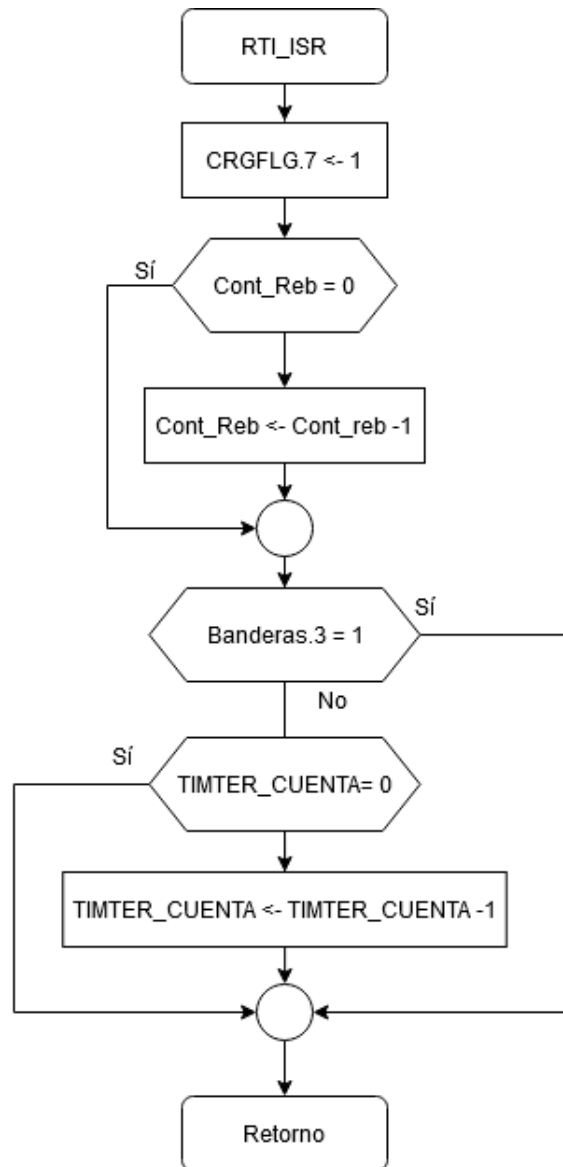 RTI_ISR
CRGFLG.7 <- 1
Sí
Cont_Reb = 0
Cont_Reb <- Cont_reb -1
Sí
Banderas.3 = 1
No
Sí
TIMTER_CUENTA= 0
TIMTER_CUENTA <- TIMTER_CUENTA -1
Retorno